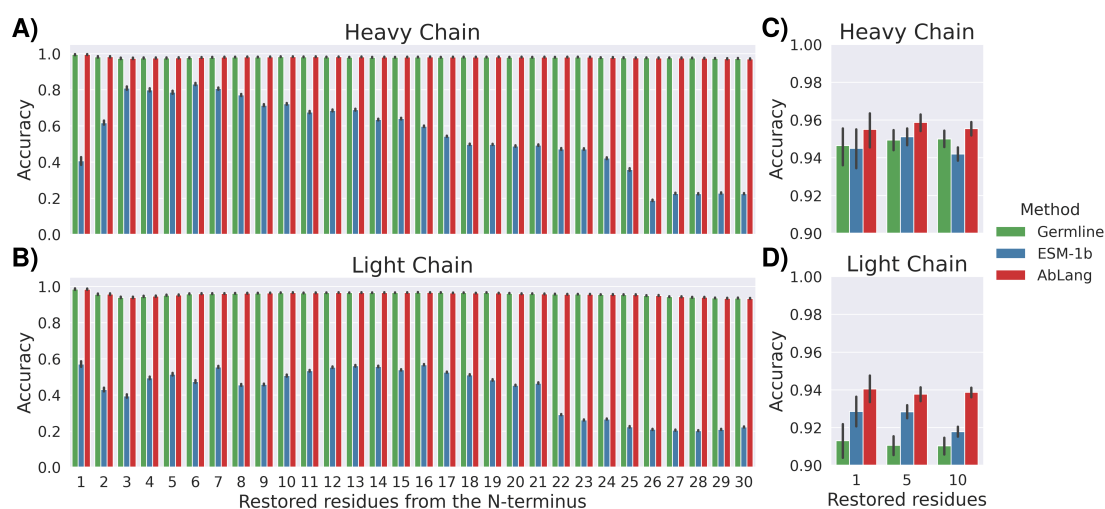 A)
Heavy Chain
1.0
0.8
0.6
0.4
0.2
0.0
Accuracy
B)
Light Chain
1.0
0.8
0.6
0.4
0.2
0.0
Accuracy
1 2 3 4 5 6 7 8 9 10 11 12 13 14 15 16 17 18 19 20 21 22 23 24 25 26 27 28 29 30
Restored residues from the N-terminus
C)
Heavy Chain
1.00
0.98
0.96
0.94
0.92
0.90
Accuracy
D)
Light Chain
1.00
0.98
0.96
0.94
0.92
0.90
Accuracy
1 5 10
Restored residues
Method
Germline
ESM-1b
AbLang